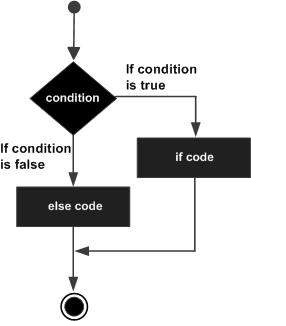 If condition
is true
condition
If condition
is false
if code
else code